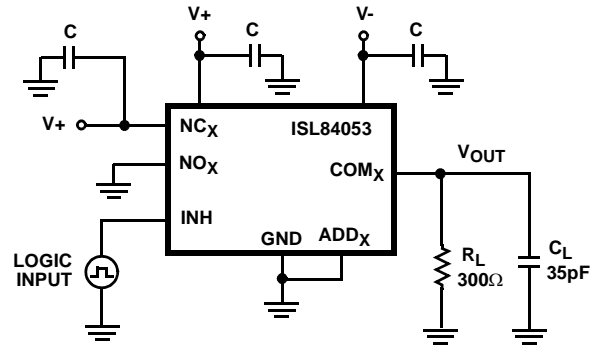 V+
V-
C
C
C
V+
NCX
ISL84053
NOX
COMX
VOUT
INH
GND
ADDX
LOGIC
INPUT
RL
300Ω
CL
35pF